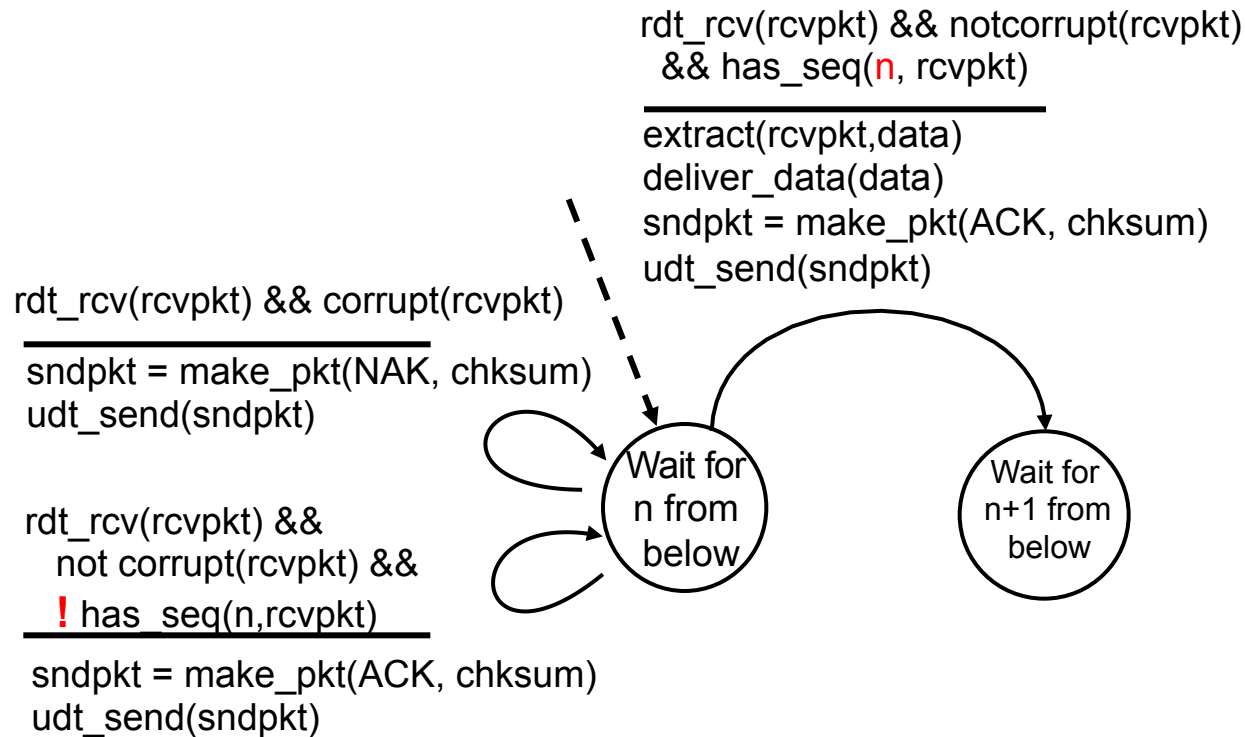 rdt_rcv(rcvpkt) && notcorrupt(rcvpkt)
&& has_seq(n, rcvpkt)
extract(rcvpkt,data)
deliver_data(data)
sndpkt = make_pkt(ACK, chksum)
udt_send(sndpkt)
rdt_rcv(rcvpkt) && corrupt(rcvpkt)
sndpkt = make_pkt(NAK, chksum)
udt_send(sndpkt)
rdt_rcv(rcvpkt) &&
not corrupt(rcvpkt) &&
! has_seq(n,rcvpkt)
sndpkt = make_pkt(ACK, chksum)
udt_send(sndpkt)
Wait for
n from
below
Wait for
n+1 from
below